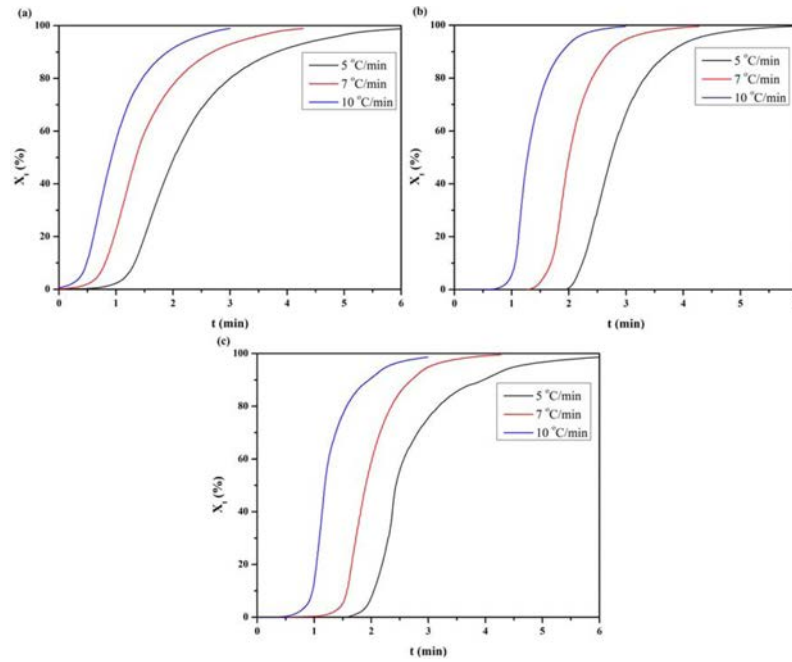 (a)
100
80
60
40
20
0
X_t (%)
5 °C/min
7 °C/min
10 °C/min
0 1 2 3 4 5 6
t (min)
(b)
100
80
60
40
20
0
X_t (%)
5 °C/min
7 °C/min
10 °C/min
0 1 2 3 4 5
t (min)
(c)
100
80
60
40
20
0
X_t (%)
5 °C/min
7 °C/min
10 °C/min
0 1 2 3 4 5 6
t (min)